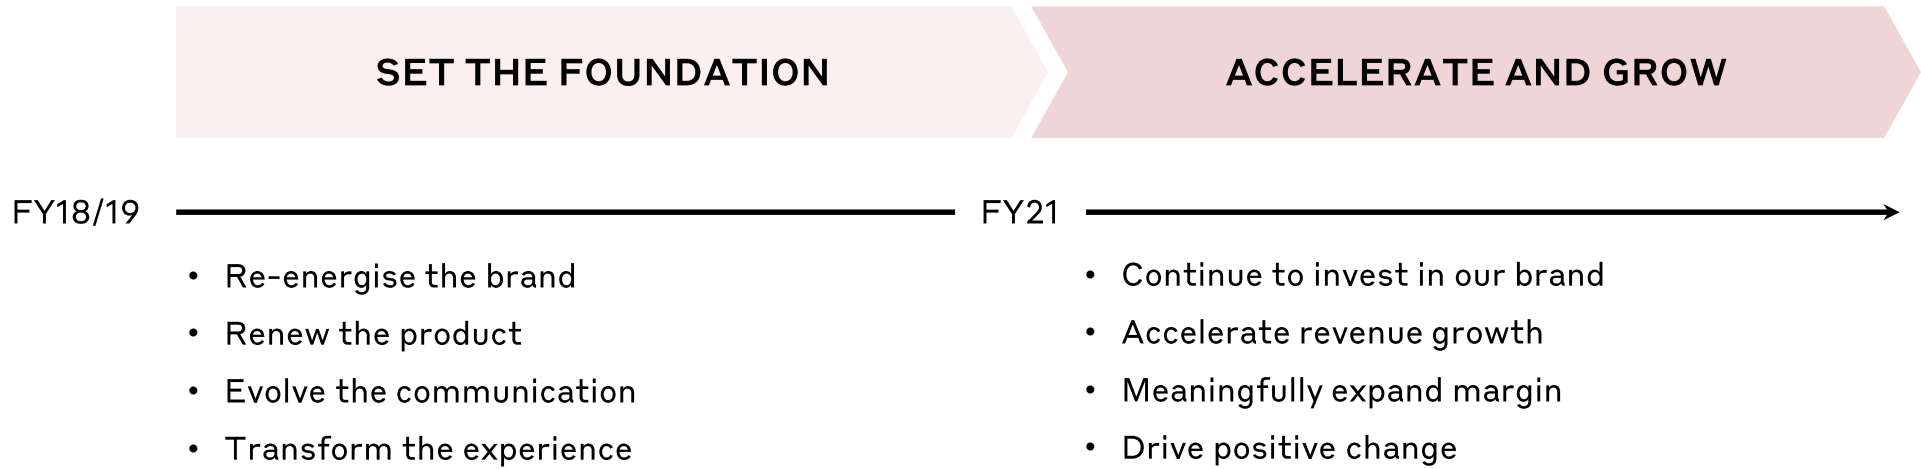 SET THE FOUNDATION
ACCELERATE AND GROW
FY18/19
FY21
• Re-energise the brand
• Renew the product
• Evolve the communication
• Transform the experience
• Continue to invest in our brand
• Accelerate revenue growth
• Meaningfully expand margin
• Drive positive change